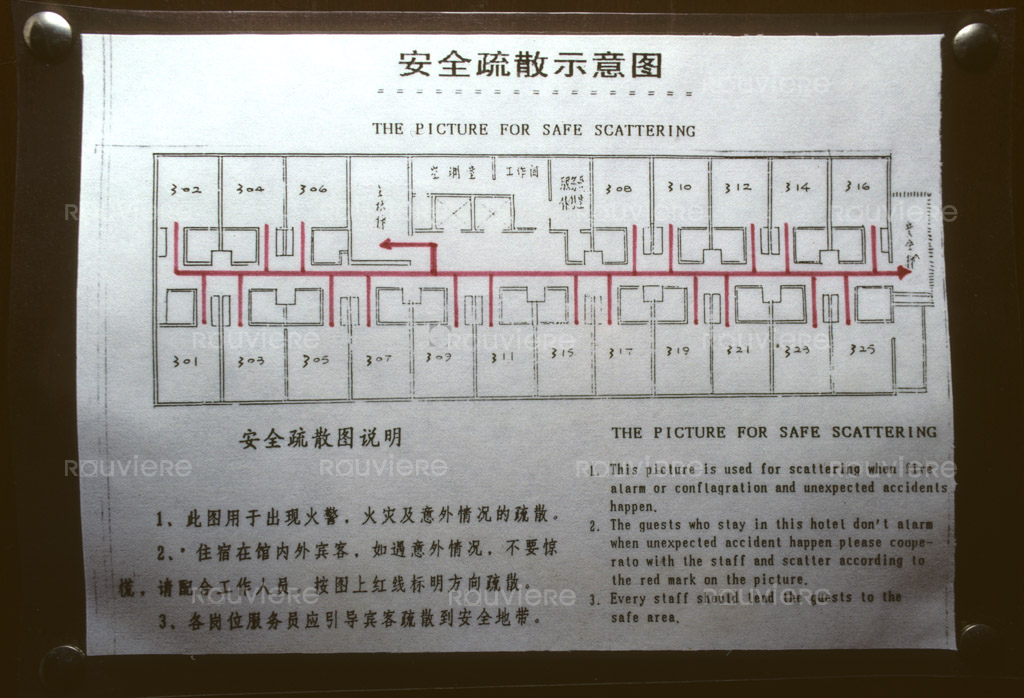 安全疏散示意图
THE PICTURE FOR SAFE SCATTERING
302 304 306 主楼梯 空调室 工作间 308 310 312 314 316
安全梯
301 303 305 307 309 311 315 317 319 321 323 325
安全疏散图说明
1、此图用于出现火警，火灾及意外情况的疏散。
2、住宿在馆内外宾客，如遇意外情况，不要惊
慌，请配合工作人员 按图上红线标明方向疏散。
3、各岗位服务员应引导宾客疏散到安全地带。
THE PICTURE FOR SAFE SCATTERING
1. This picture is used for scattering when fire
alarm or conflagration and unexpected accidents
happen.
2. The guests who stay in this hotel don't alarm
when unexpected accident happen please coope-
rato with the staff and scatter according to
the red mark on the picture.
3. Every staff should lend the guests to the
safe area.
ROUVIERE